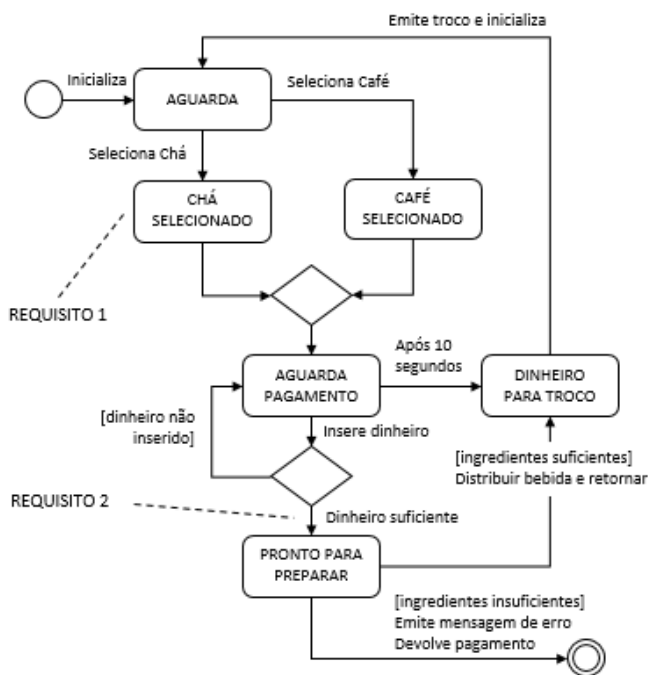 Emite troco e inicializa
Inicializa
AGUARDA
Seleciona Café
Seleciona Chá
CHÁ
SELECIONADO
CAFÉ
SELECIONADO
REQUISITO 1
AGUARDA
PAGAMENTO
Após 10
segundos
DINHEIRO
PARA TROCO
[dinheiro não
inserido]
Insere dinheiro
[ingredientes suficientes]
Distribuir bebida e retornar
REQUISITO 2
Dinheiro suficiente
PRONTO PARA
PREPARAR
[ingredientes insuficientes]
Emite mensagem de erro
Devolve pagamento